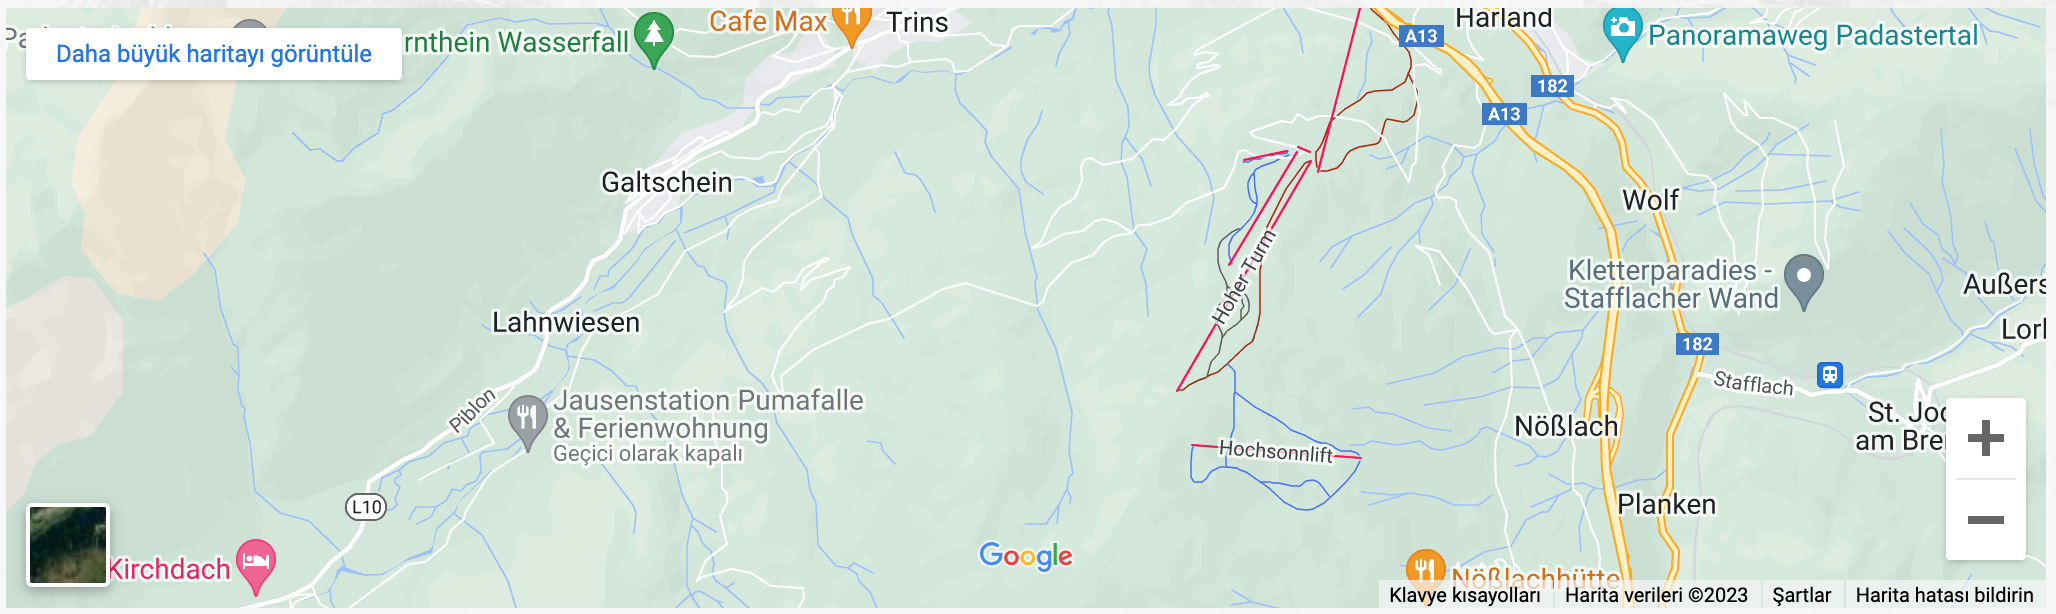 Daha büyük haritayı görüntüle
rnthein Wasserfall
Cafe Max
Trins
A13
Harland
Panoramaweg Padastertal
182
A13
Galtschein
Wolf
Hoher Turm
Kletterparadies -
Stafflacher Wand
Außers
Lahnwiesen
Lorl
182
Stafflach
Piblon
Jausenstation Pumafalle
& Ferienwohnung
Geçici olarak kapalı
Nößlach
St. Joc
am Bre
Hochsonnlift
L10
Planken
Kirchdach
Google
Nößlachhütte
Klavye kısayolları
Harita verileri ©2023
Şartlar
Harita hatası bildirin